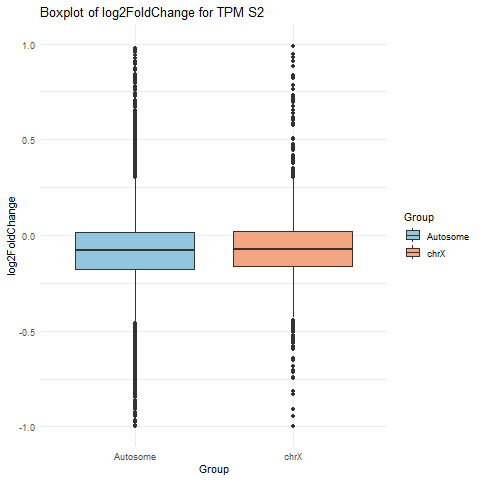 Boxplot of log2FoldChange for TPM S2
log2FoldChange
1.0
0.5
0.0
-0.5
-1.0
Autosome
chrX
Group
Group
Autosome
chrX